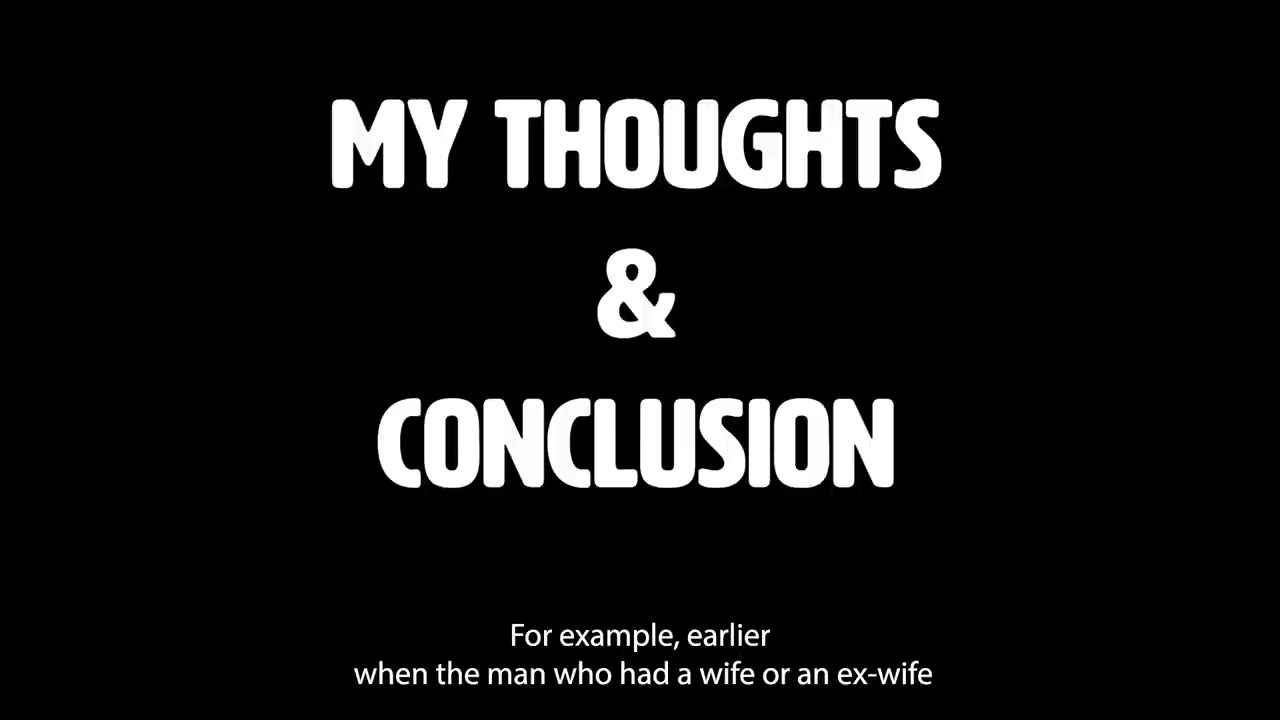 MY THOUGHTS
&
CONCLUSION
For example, earlier
when the man who had a wife or an ex-wife